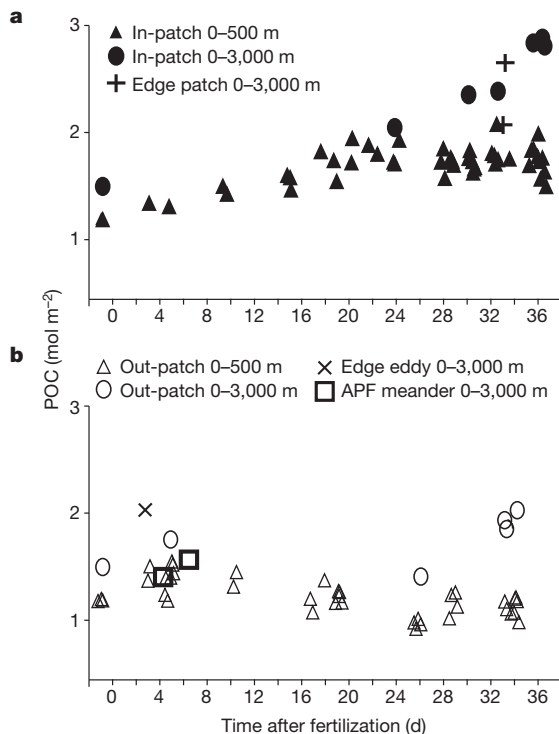 a
3
▲ In-patch 0–500 m
● In-patch 0–3,000 m
+ Edge patch 0–3,000 m
2
1
0 4 8 12 16 20 24 28 32 36
POC (mol m⁻²)
b
△ Out-patch 0–500 m × Edge eddy 0–3,000 m
○ Out-patch 0–3,000 m □ APF meander 0–3,000 m
3
2
1
0 4 8 12 16 20 24 28 32 36
Time after fertilization (d)